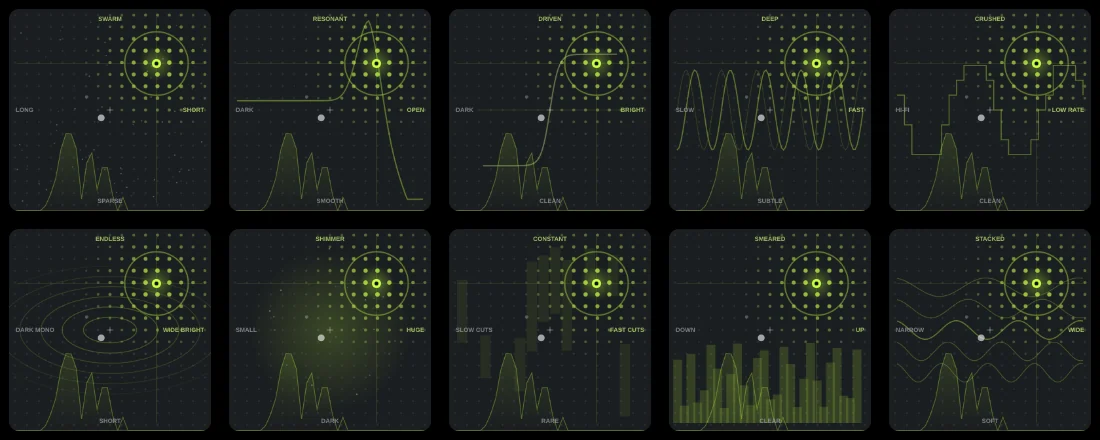 SWARM
LONG
SHORT
SPARSE
RESONANT
DARK
OPEN
SMOOTH
DRIVEN
DARK
BRIGHT
CLEAN
DEEP
SLOW
FAST
SUBTLE
CRUSHED
HI-FI
LOW RATE
CLEAN
ENDLESS
DARK MONO
WIDE BRIGHT
SHORT
SHIMMER
SMALL
HUGE
DARK
CONSTANT
SLOW CUTS
FAST CUTS
RARE
SMEARED
DOWN
UP
CLEAR
STACKED
NARROW
WIDE
SOFT